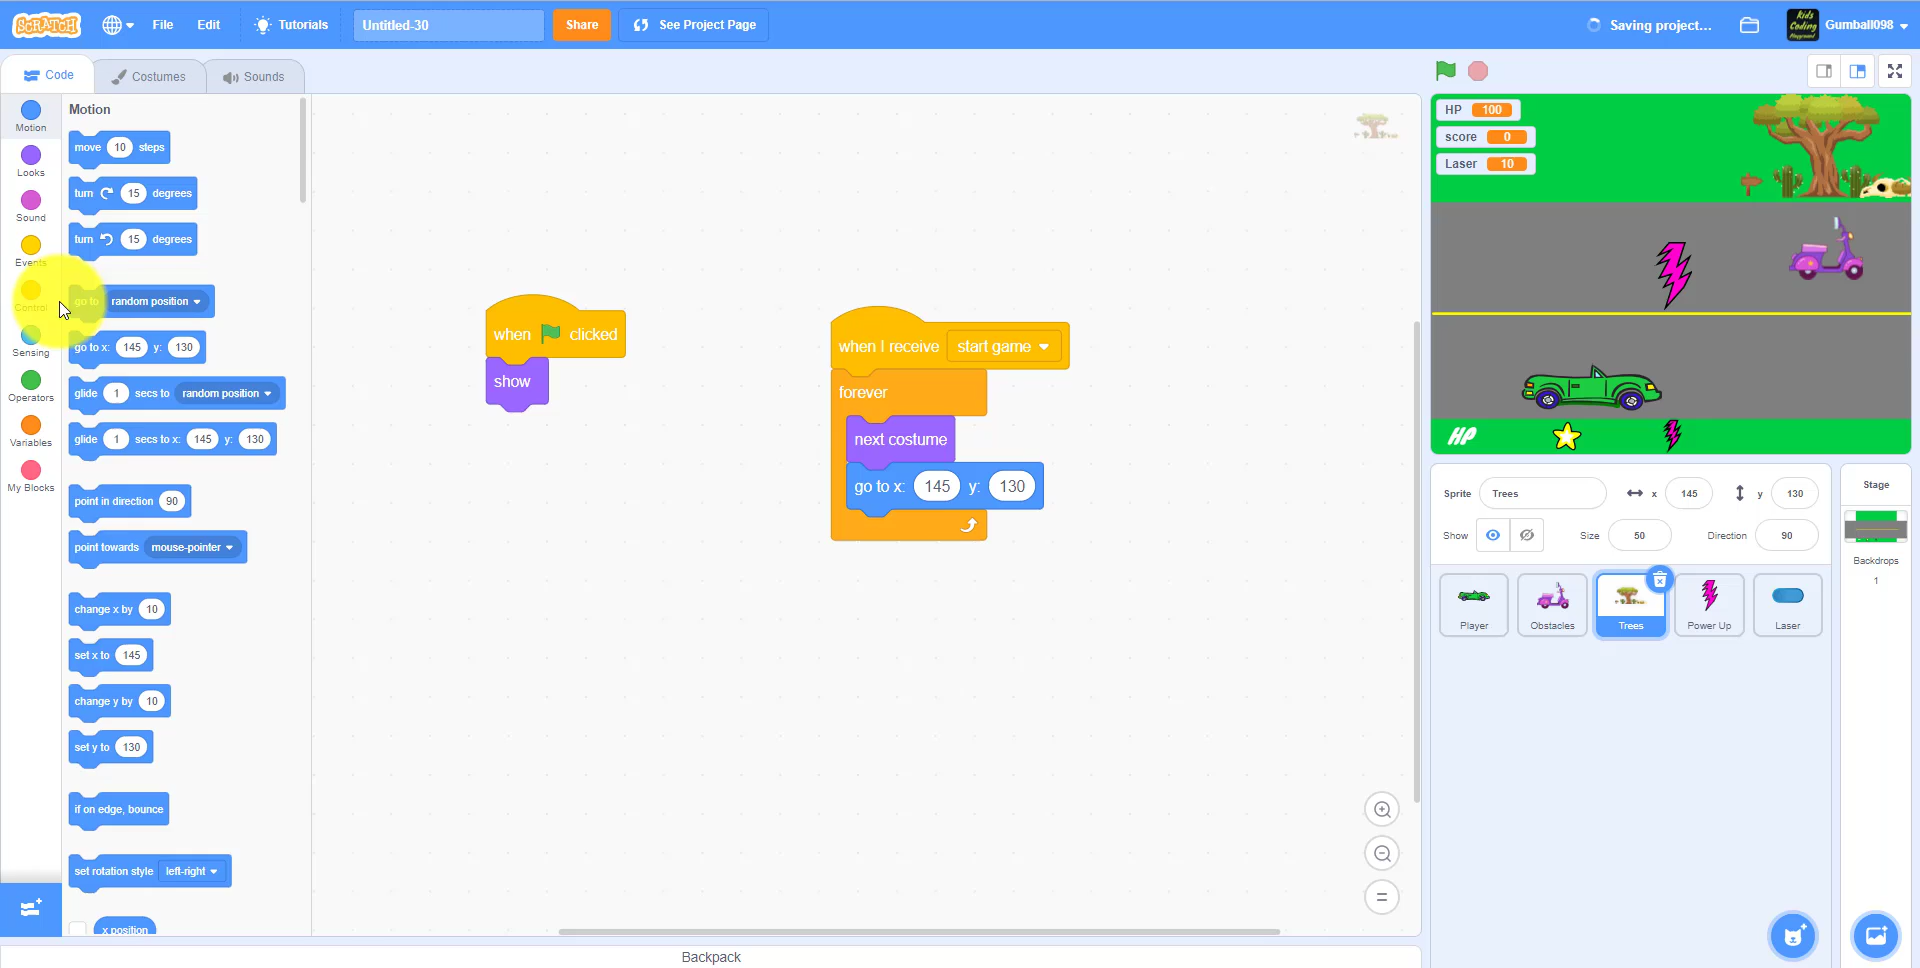 SCRATCH
File
Edit
Tutorials
Untitled-30
Share
See Project Page
Saving project...
Kids
Coding
Playground
Gumball098
Code
Costumes
Sounds
Motion
Looks
Sound
Events
Control
Sensing
Operators
Variables
My Blocks
Motion
move 10 steps
turn 15 degrees
turn 15 degrees
go to random position
go to x: 145 y: 130
glide 1 secs to random position
glide 1 secs to x: 145 y: 130
point in direction 90
point towards mouse-pointer
change x by 10
set x to 145
change y by 10
set y to 130
if on edge, bounce
set rotation style left-right
x position
when clicked
show
when I receive start game
forever
next costume
go to x: 145 y: 130
Backpack
HP 100
score 0
Laser 10
HP
Sprite Trees x 145 y 130
Show Size 50 Direction 90
Player
Obstacles
Trees
Power Up
Laser
Stage
Backdrops
1